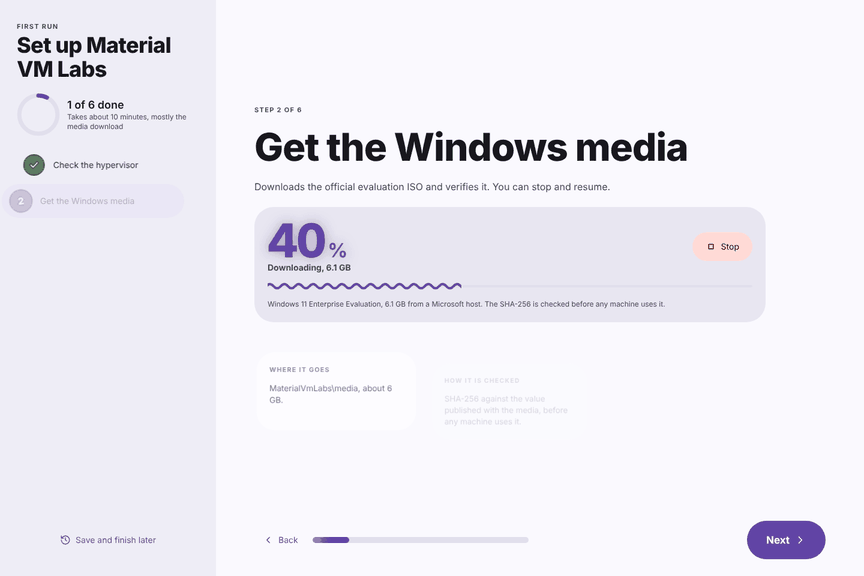 FIRST RUN
Set up Material
VM Labs
1 of 6 done
Takes about 10 minutes, mostly the
media download
Check the hypervisor
2
Get the Windows media
Save and finish later
STEP 2 OF 6
Get the Windows media
Downloads the official evaluation ISO and verifies it. You can stop and resume.
40%
Downloading, 6.1 GB
Stop
Windows 11 Enterprise Evaluation, 6.1 GB from a Microsoft host. The SHA-256 is checked before any machine uses it.
WHERE IT GOES
MaterialVmLabs\media, about 6
GB.
HOW IT IS CHECKED
SHA-256 against the value
published with the media, before
any machine uses it.
Back
Next